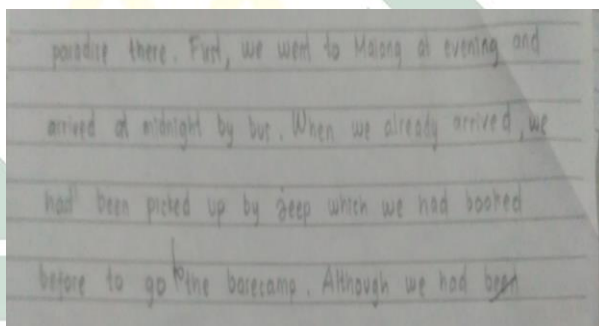 paradise there. First, we went to Malang at evening and
arrived at midnight by bus. When we already arrived, we
had been picked up by jeep which we had booked
before to go to the basecamp. Although we had been